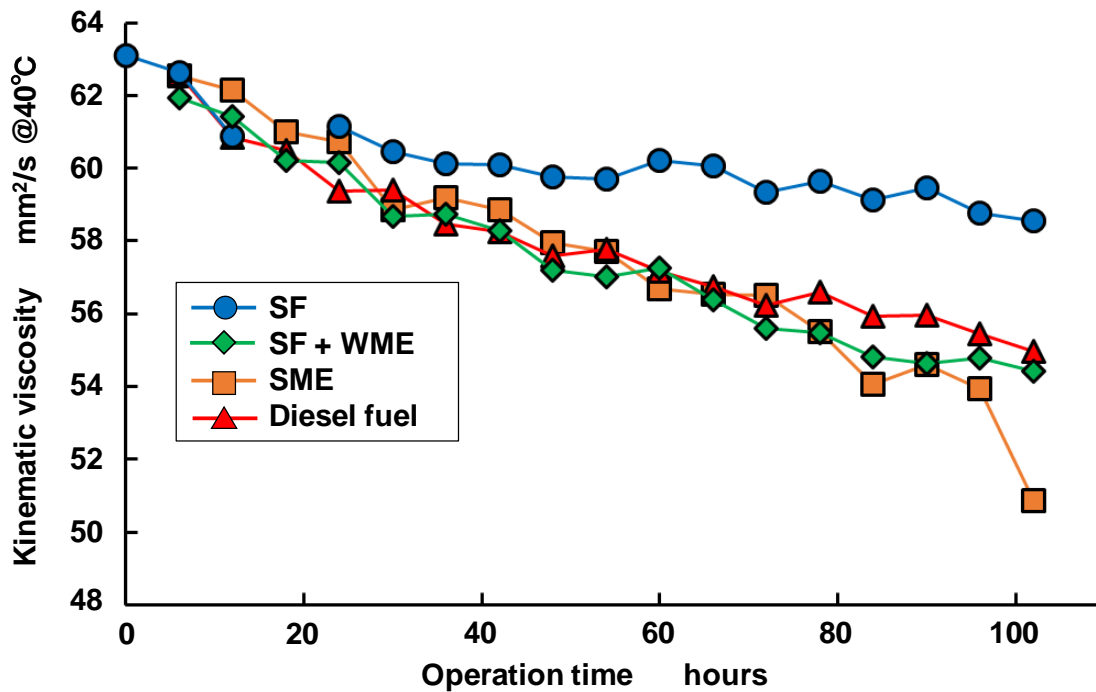 Kinematic viscosity mm²/s @40℃
64
62
60
58
56
54
52
50
48
SF
SF + WME
SME
Diesel fuel
0 20 40 60 80 100
Operation time hours